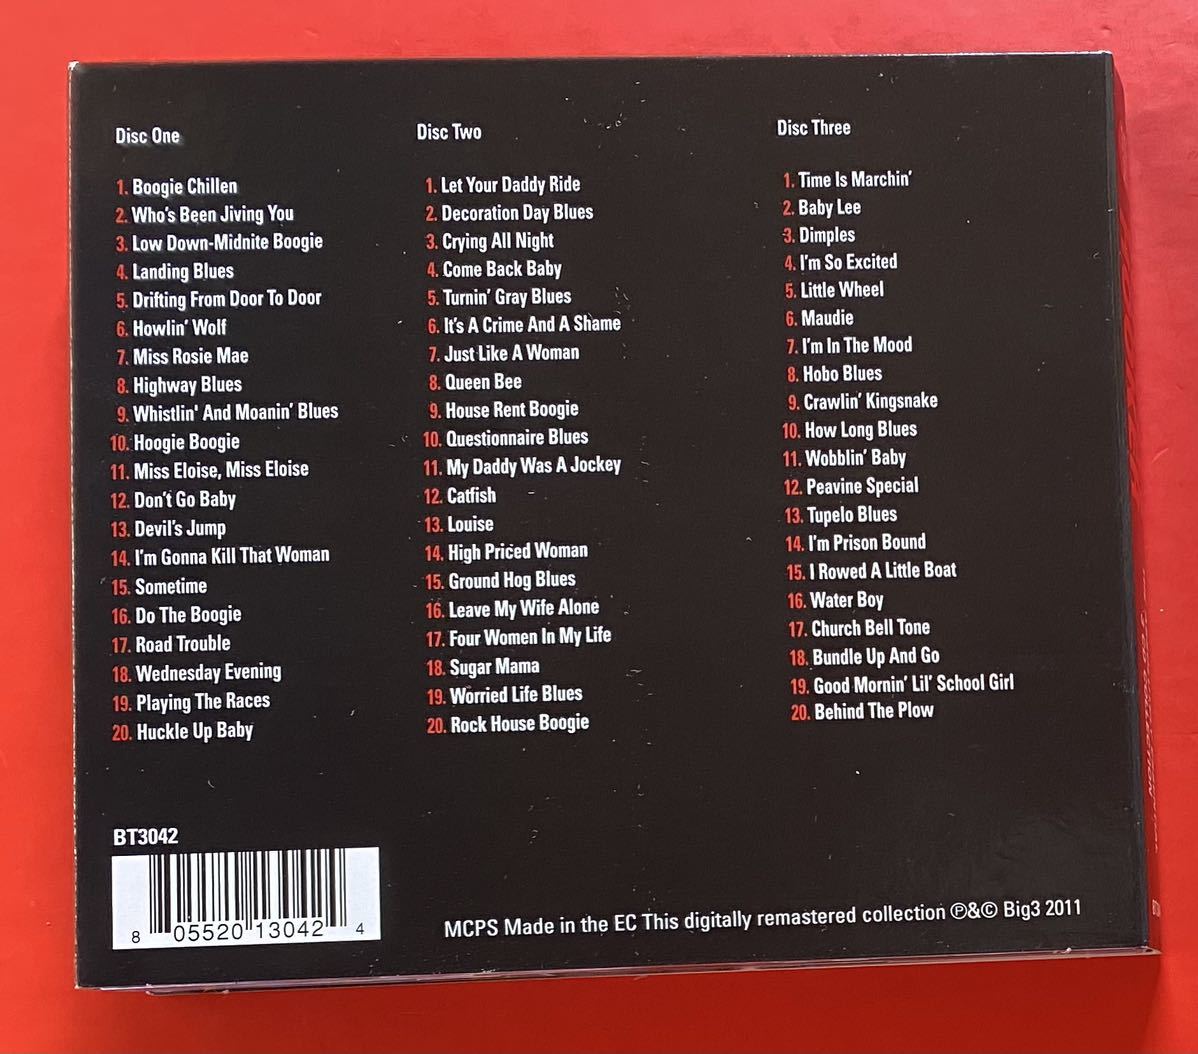 Disc One
1. Boogie Chillen
2. Who's Been Jiving You
3. Low Down-Midnite Boogie
4. Landing Blues
5. Drifting From Door To Door
6. Howlin' Wolf
7. Miss Rosie Mae
8. Highway Blues
9. Whistlin' And Moanin' Blues
10. Hoogie Boogie
11. Miss Eloise, Miss Eloise
12. Don't Go Baby
13. Devil's Jump
14. I'm Gonna Kill That Woman
15. Sometime
16. Do The Boogie
17. Road Trouble
18. Wednesday Evening
19. Playing The Races
20. Huckle Up Baby
Disc Two
1. Let Your Daddy Ride
2. Decoration Day Blues
3. Crying All Night
4. Come Back Baby
5. Turnin' Gray Blues
6. It's A Crime And A Shame
7. Just Like A Woman
8. Queen Bee
9. House Rent Boogie
10. Questionnaire Blues
11. My Daddy Was A Jockey
12. Catfish
13. Louise
14. High Priced Woman
15. Ground Hog Blues
16. Leave My Wife Alone
17. Four Women In My Life
18. Sugar Mama
19. Worried Life Blues
20. Rock House Boogie
Disc Three
1. Time Is Marchin'
2. Baby Lee
3. Dimples
4. I'm So Excited
5. Little Wheel
6. Maudie
7. I'm In The Mood
8. Hobo Blues
9. Crawlin' Kingsnake
10. How Long Blues
11. Wobblin' Baby
12. Peavine Special
13. Tupelo Blues
14. I'm Prison Bound
15. I Rowed A Little Boat
16. Water Boy
17. Church Bell Tone
18. Bundle Up And Go
19. Good Mornin' Lil' School Girl
20. Behind The Plow
BT3042
8 05520 13042 4
MCPS Made in the EC This digitally remastered collection ℗&© Big3 2011